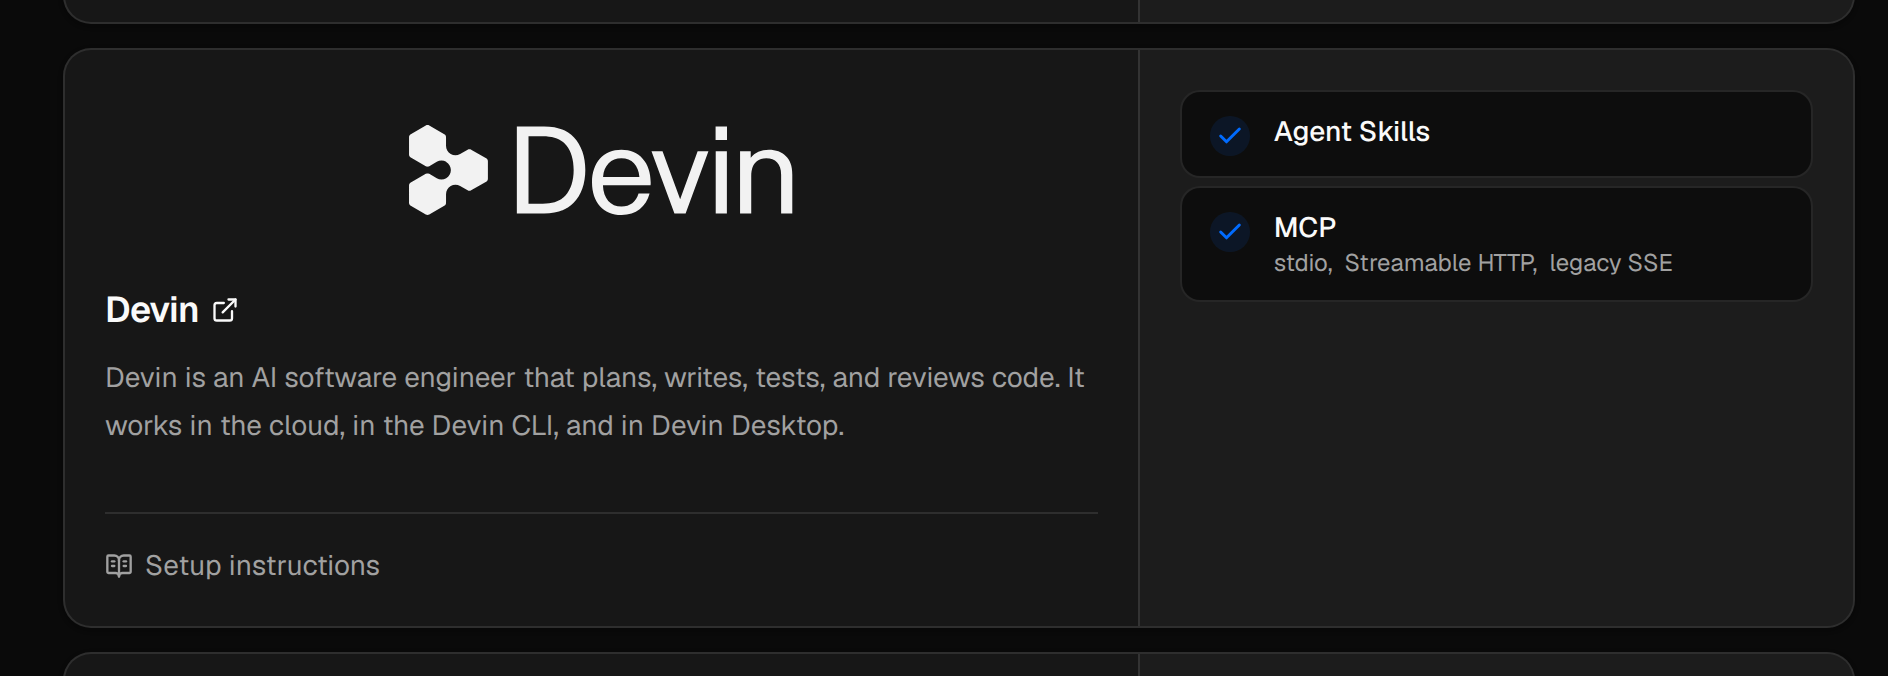 Devin
Devin
Devin is an AI software engineer that plans, writes, tests, and reviews code. It
works in the cloud, in the Devin CLI, and in Devin Desktop.
Setup instructions
Agent Skills
MCP
stdio, Streamable HTTP, legacy SSE